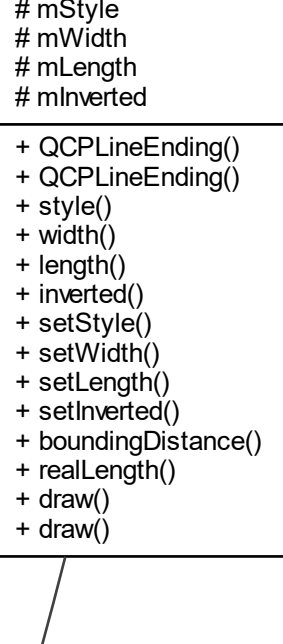 # mStyle
# mWidth
# mLength
# mInverted
+ QCPLineEnding()
+ QCPLineEnding()
+ style()
+ width()
+ length()
+ inverted()
+ setStyle()
+ setWidth()
+ setLength()
+ setInverted()
+ boundingDistance()
+ realLength()
+ draw()
+ draw()